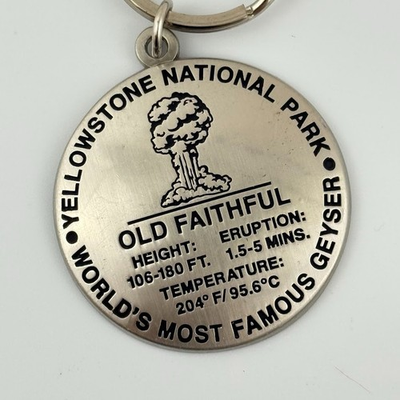 YELLOWSTONE NATIONAL PARK
OLD FAITHFUL
HEIGHT: ERUPTION:
106-180 FT. 1.5-5 MINS.
TEMPERATURE:
204° F/ 95.6°C
• WORLD'S MOST FAMOUS GEYSER •